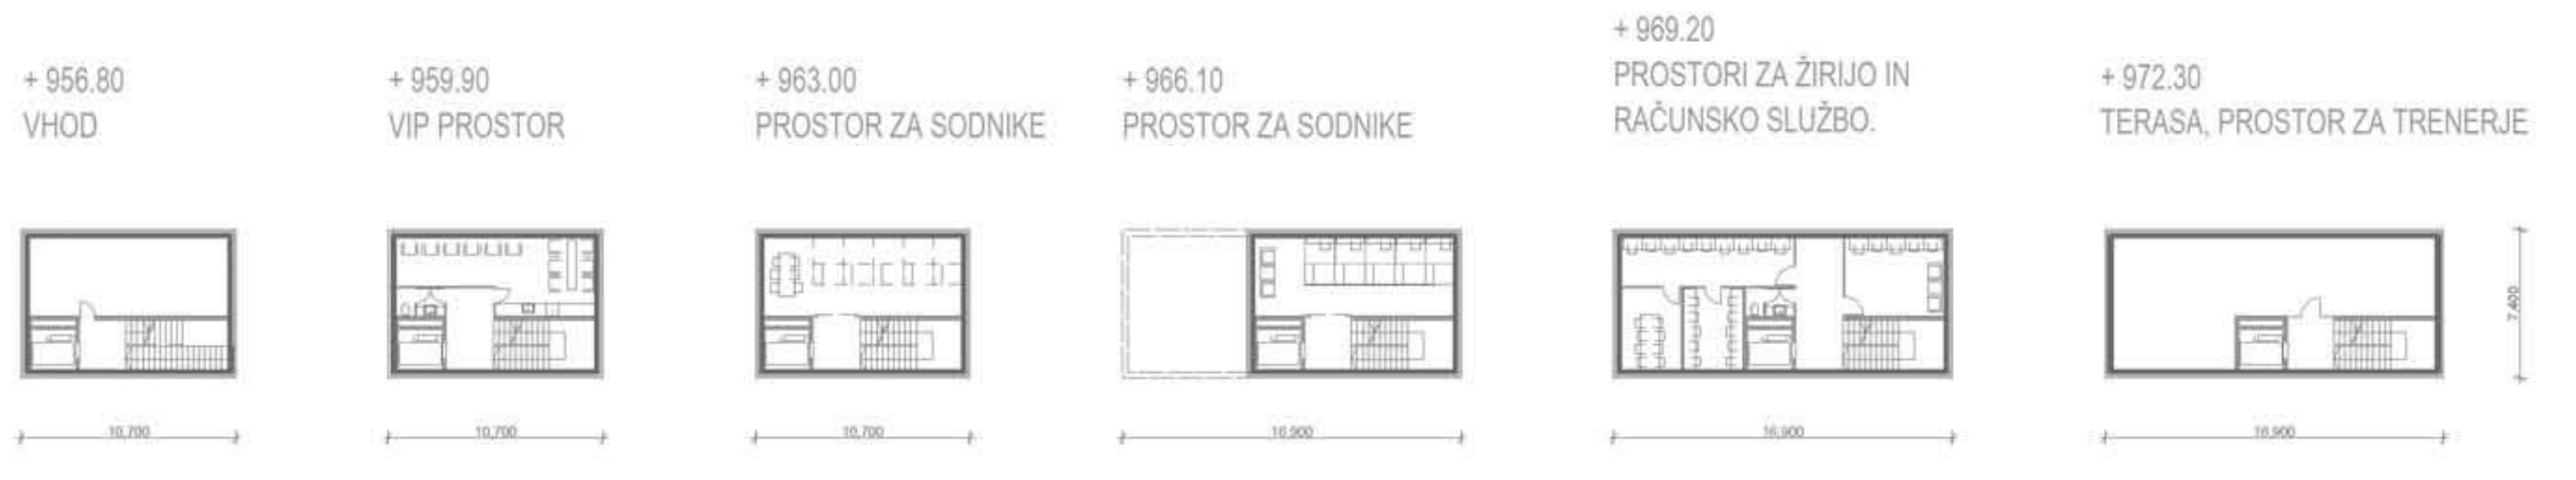 + 956.80
VHOD
+ 959.90
VIP PROSTOR
+ 963.00
PROSTOR ZA SODNIKE
+ 966.10
PROSTOR ZA SODNIKE
+ 969.20
PROSTORI ZA ŽIRIJO IN
RAČUNSKO SLUŽBO.
+ 972.30
TERASA, PROSTOR ZA TRENERJE
10,700
10,700
10,700
16,900
16,900
16,900
7,400